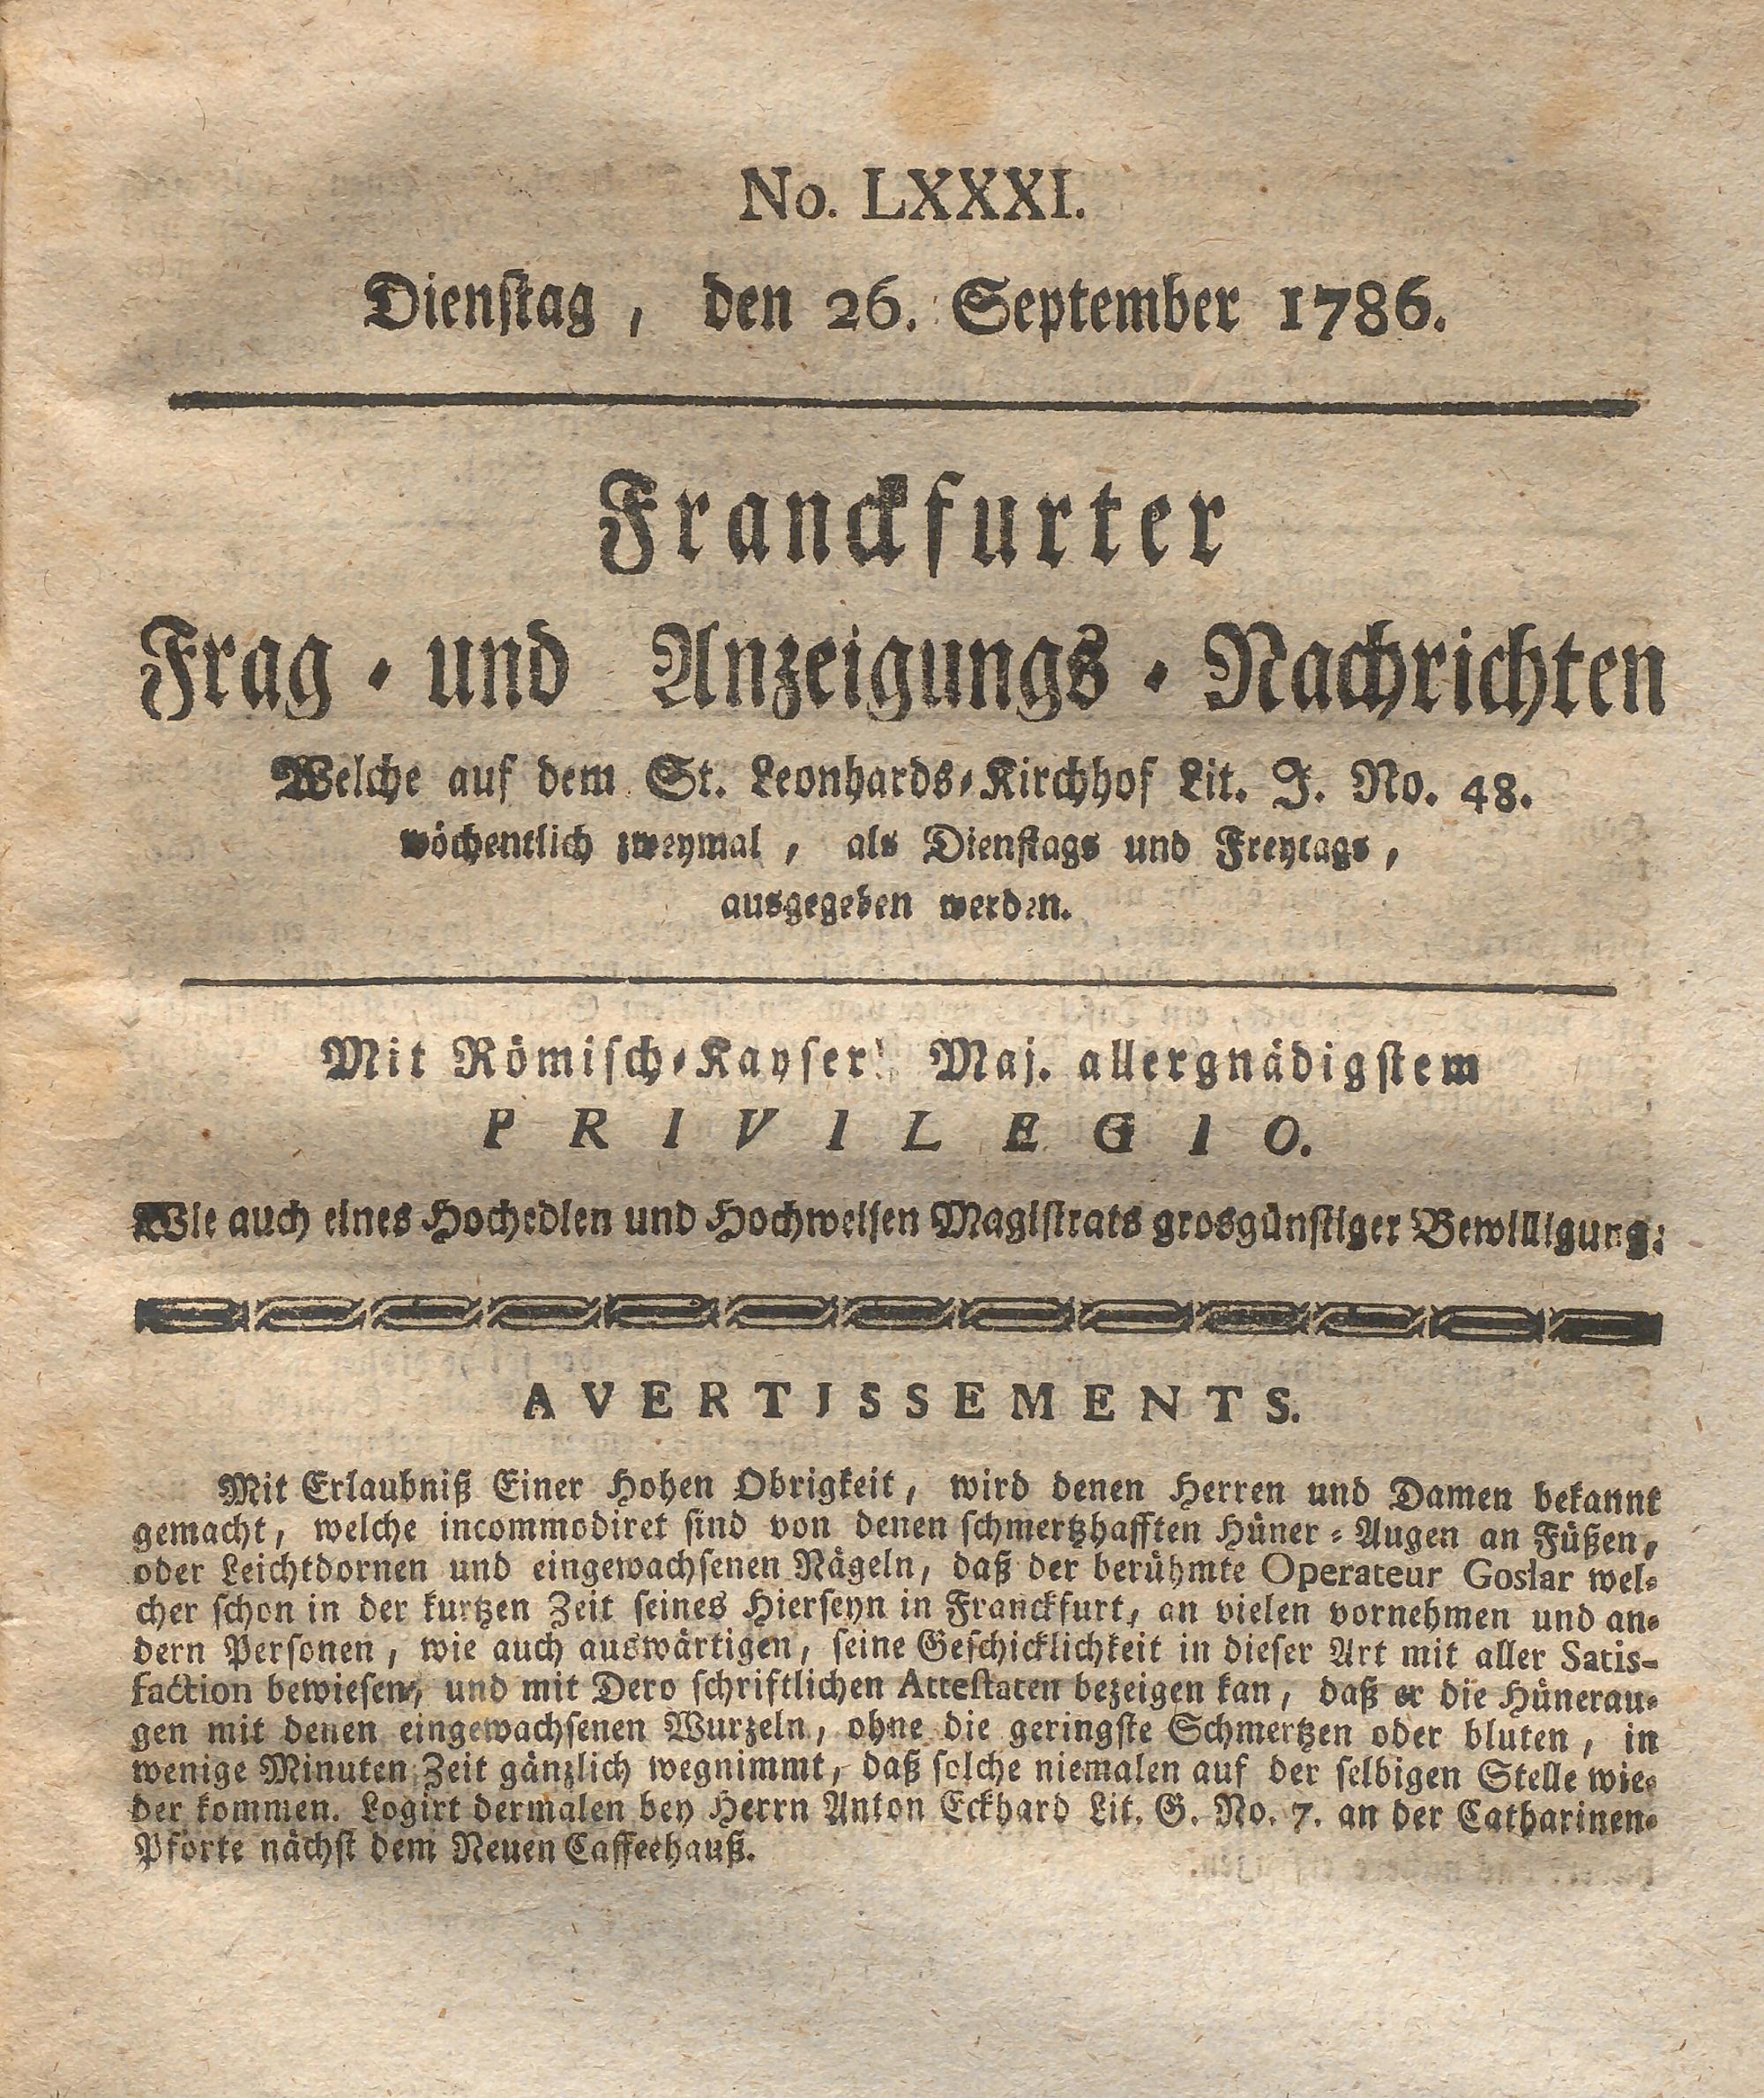 No. LXXXI.
Dienstag, den 26. September 1786.
Franckfurter
Frag- und Anzeigungs-Nachrichten
Welche auf dem St. Leonhards-Kirchhof Lit. J. No. 48.
wöchentlich zweymal, als Dienstags und Freytags,
ausgegeben werden.
Mit Römisch-Kayserl. Maj. allergnädigstem
PRIVILEGIO.
Wie auch eines Hochedlen und Hochweisen Magistrats grosgünstiger Bewilligung.
AVERTISSEMENTS.
Mit Erlaubniß Einer Hohen Obrigkeit, wird denen Herren und Damen bekannt
gemacht, welche incommodiret sind von denen schmertzhafften Hüner-Augen an Füßen,
oder Leichtdornen und eingewachsenen Nägeln, daß der berühmte Operateur Goslar wel-
cher schon in der kurtzen Zeit seines Hierseyn in Franckfurt, an vielen vornehmen und an-
dern Personen, wie auch auswärtigen, seine Geschicklichkeit in dieser Art mit aller Satis-
faction bewiesen, und mit Dero schriftlichen Attestaten bezeigen kan, daß er die Hünerau-
gen mit denen eingewachsenen Wurzeln, ohne die geringste Schmertzen oder bluten, in
wenige Minuten Zeit gänzlich wegnimmt, daß solche niemalen auf der selbigen Stelle wie-
der kommen. Logirt dermalen bey Herrn Anton Eckhard Lit. G. No. 7. an der Catharinen-
Pforte nächst dem Neuen Caffeehauß.